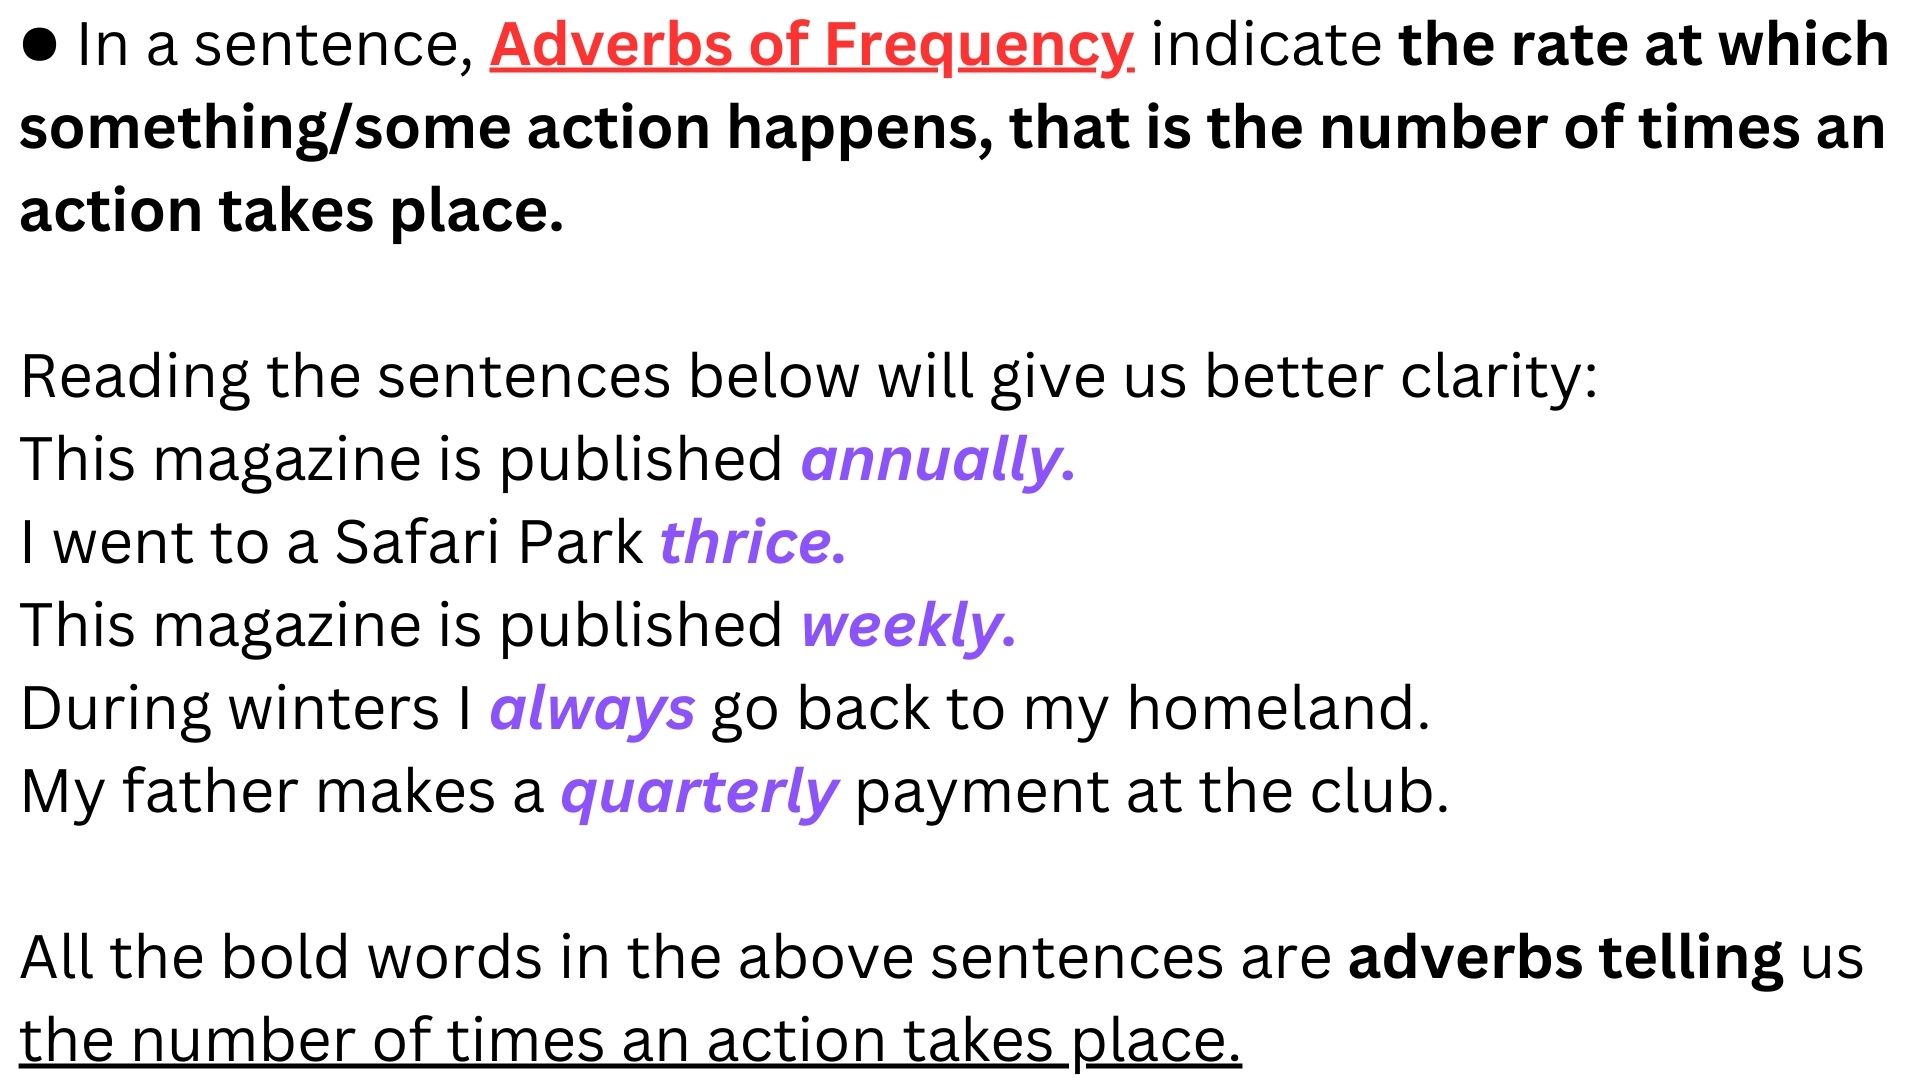 ● In a sentence, Adverbs of Frequency indicate the rate at which
something/some action happens, that is the number of times an
action takes place.
Reading the sentences below will give us better clarity:
This magazine is published annually.
I went to a Safari Park thrice.
This magazine is published weekly.
During winters I always go back to my homeland.
My father makes a quarterly payment at the club.
All the bold words in the above sentences are adverbs telling us
the number of times an action takes place.